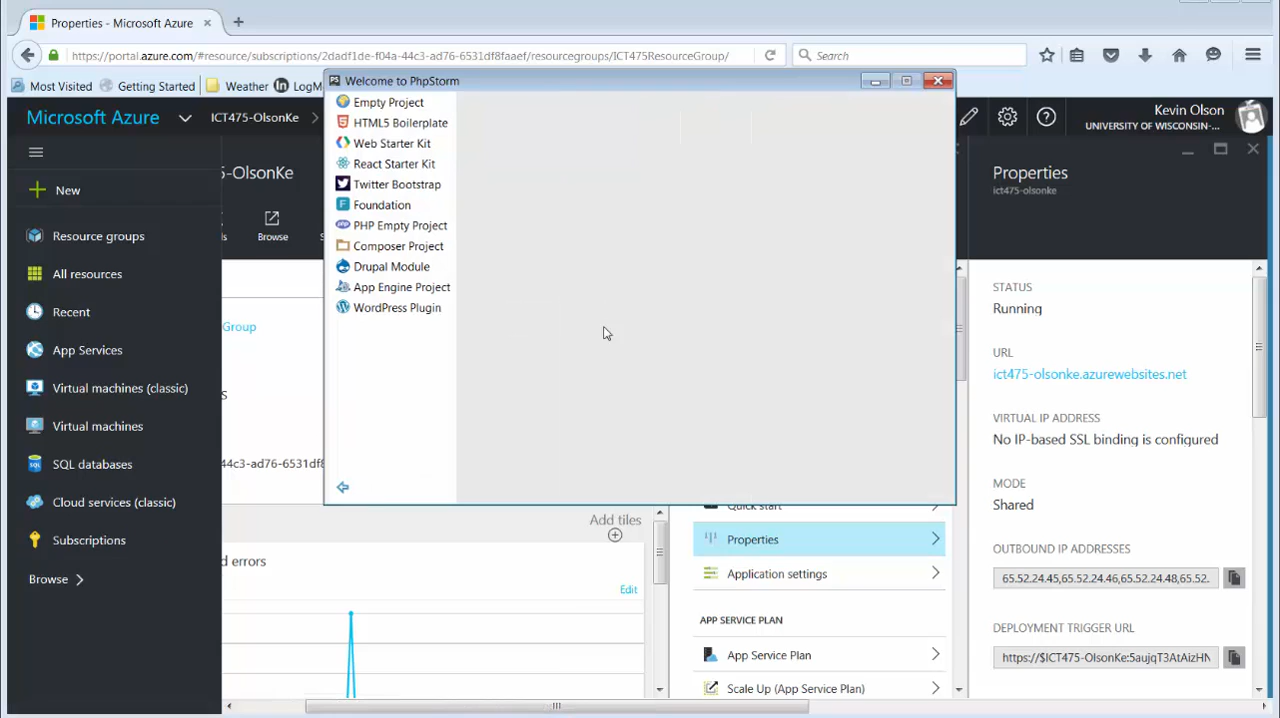 Properties - Microsoft Azure
https://portal.azure.com/#resource/subscriptions/2dadf1de-f04a-44c3-ad76-6531df8faaef/resourcegroups/ICT475ResourceGroup/
Search
Most Visited
Getting Started
Weather
LogM
Welcome to PhpStorm
Microsoft Azure
ICT475-OlsonKe
Kevin Olson
UNIVERSITY OF WISCONSIN-...
New
Resource groups
All resources
Recent
App Services
Virtual machines (classic)
Virtual machines
SQL databases
Cloud services (classic)
Subscriptions
Browse
5-OlsonKe
Browse
Group
44c3-ad76-6531df8
Empty Project
HTML5 Boilerplate
Web Starter Kit
React Starter Kit
Twitter Bootstrap
Foundation
PHP Empty Project
Composer Project
Drupal Module
App Engine Project
WordPress Plugin
Add tiles
d errors
Edit
Quick start
Properties
Application settings
APP SERVICE PLAN
App Service Plan
Scale Up (App Service Plan)
Properties
ict475-olsonke
STATUS
Running
URL
ict475-olsonke.azurewebsites.net
VIRTUAL IP ADDRESS
No IP-based SSL binding is configured
MODE
Shared
OUTBOUND IP ADDRESSES
65.52.24.45,65.52.24.46,65.52.24.48,65.52.
DEPLOYMENT TRIGGER URL
https://$ICT475-OlsonKe:5aujqT3AtAizHN